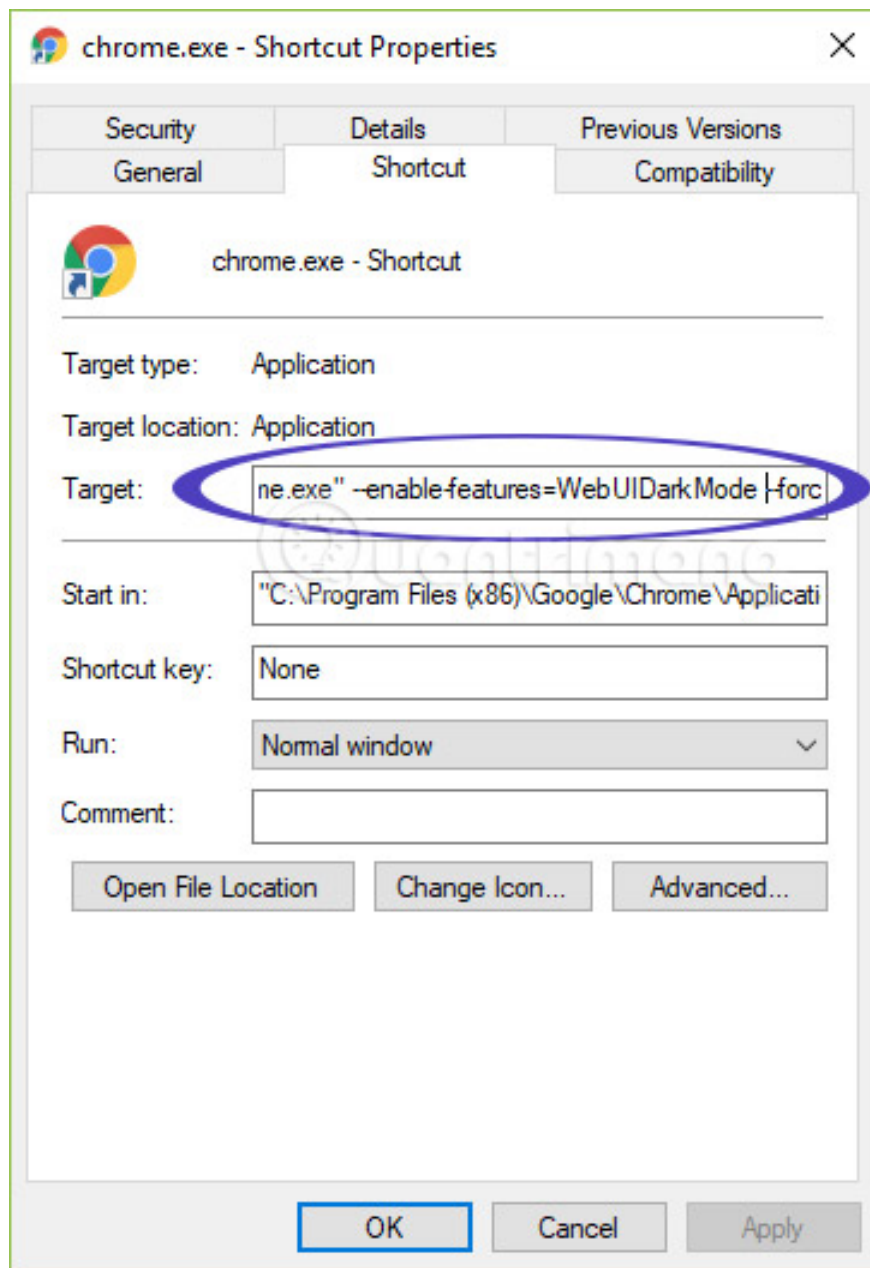 chrome.exe - Shortcut Properties
Security Details Previous Versions
General Shortcut Compatibility
chrome.exe - Shortcut
Target type: Application
Target location: Application
Target: ne.exe" --enable-features=WebUIDarkMode --forc
Quantrimang
Start in: "C:\Program Files (x86)\Google\Chrome\Applicati
Shortcut key: None
Run: Normal window
Comment:
Open File Location Change Icon... Advanced...
OK Cancel Apply